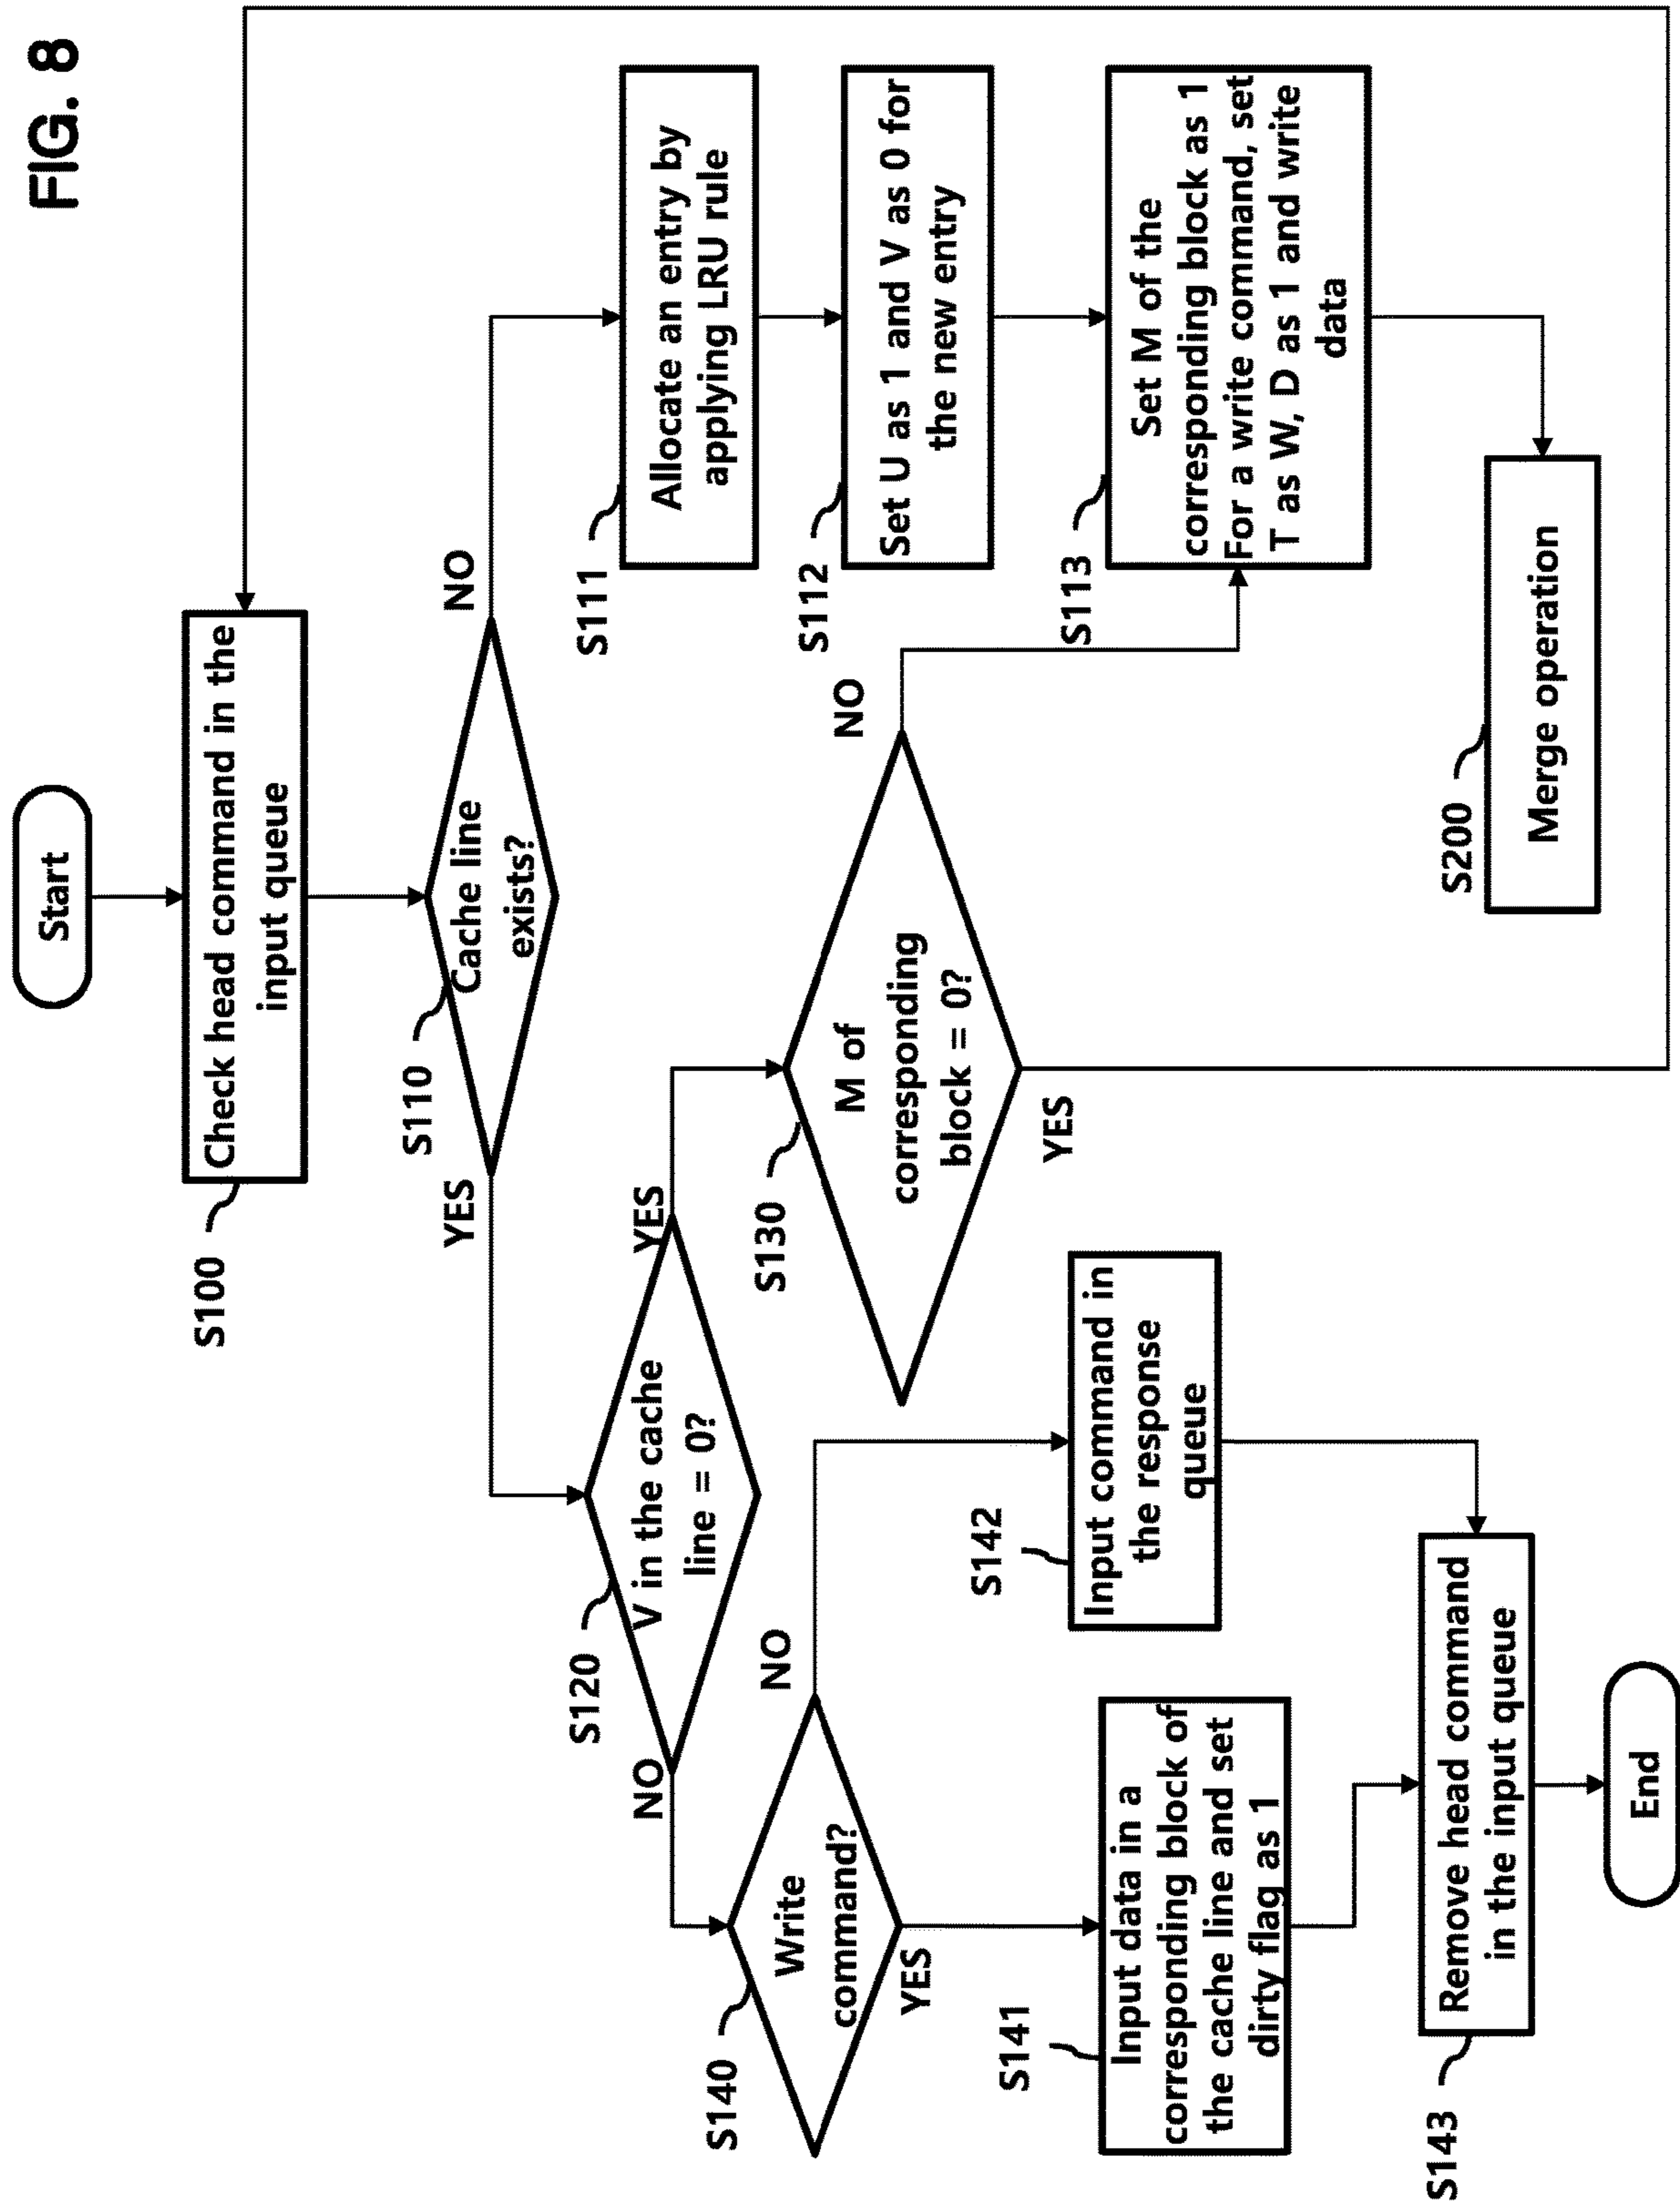 FIG. 8
Start
Check head command in the
input queue
S100
Cache line
exists?
S110
YES
NO
Allocate an entry by
applying LRU rule
S111
Set U as 1 and V as 0 for
the new entry
S112
Set M of the
corresponding block as 1
For a write command, set
T as W, D as 1 and write
data
S113
V in the cache
line = 0?
S120
YES
NO
M of
corresponding
block = 0?
S130
NO
YES
Merge operation
S200
Write
command?
S140
NO
YES
Input data in a
corresponding block of
the cache line and set
dirty flag as 1
S141
Input command in
the response
queue
S142
Remove head command
in the input queue
S143
End